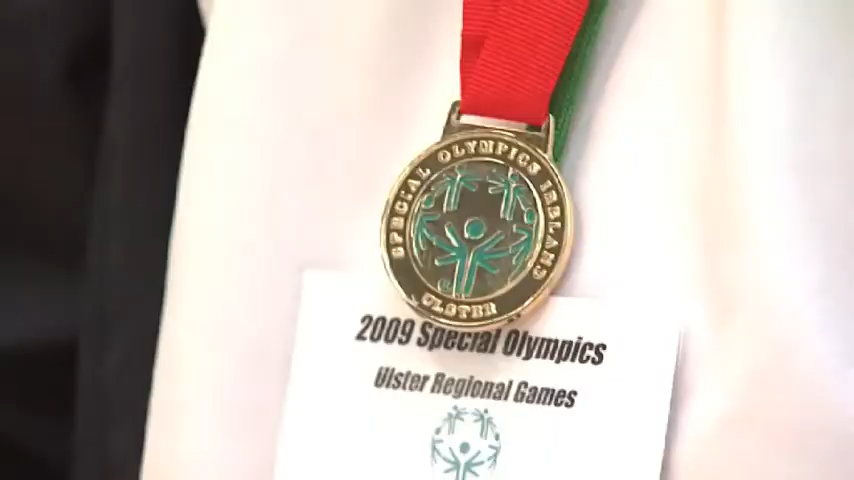 SPECIAL OLYMPICS IRELAND
ULSTER
2009 Special Olympics
Ulster Regional Games